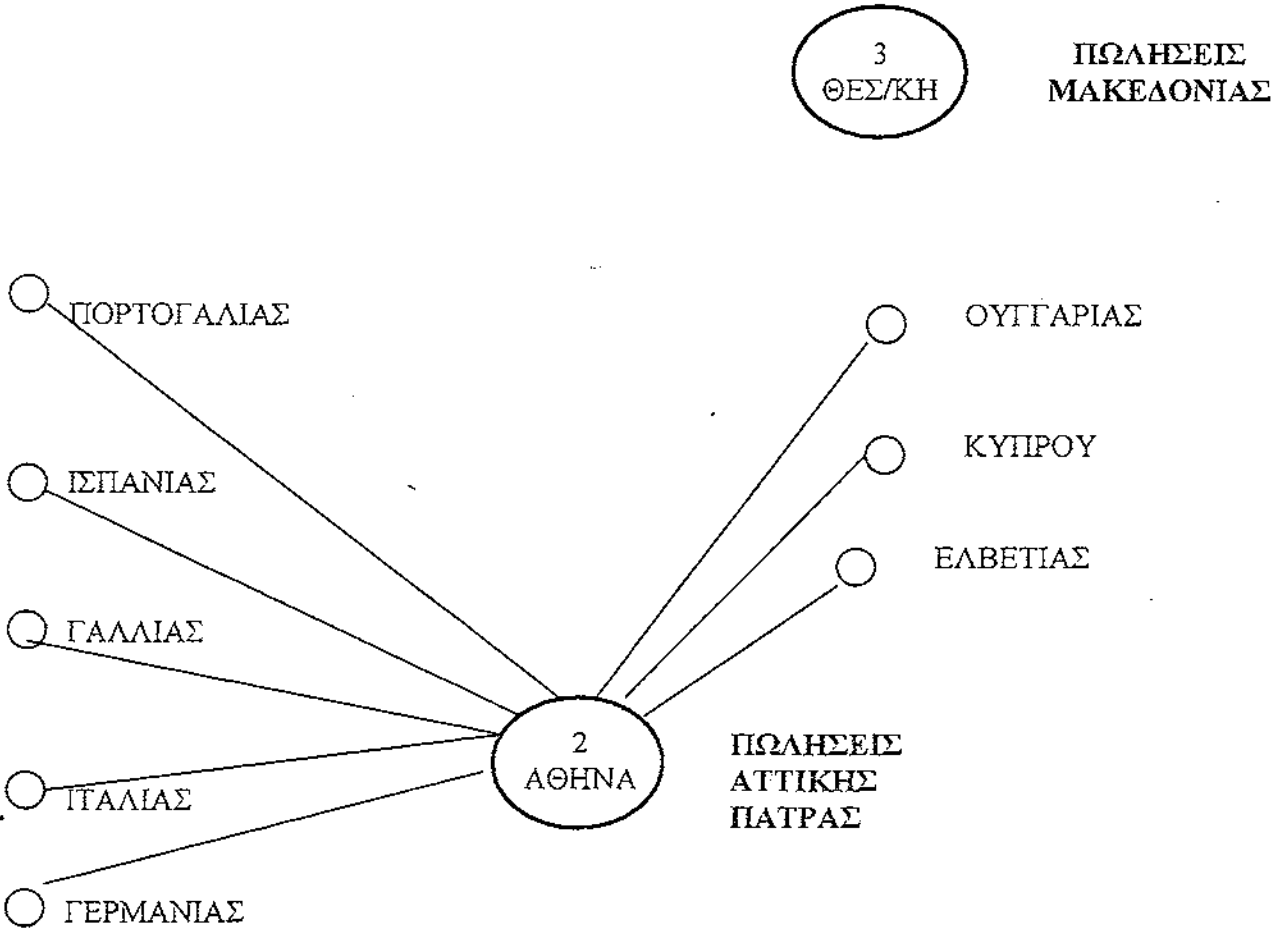 3
ΘΕΣ/ΚΗ
ΠΩΛΗΣΕΙΣ
ΜΑΚΕΔΟΝΙΑΣ
ΠΟΡΤΟΓΑΛΙΑΣ
ΟΥΓΓΑΡΙΑΣ
ΙΣΠΑΝΙΑΣ
ΚΥΠΡΟΥ
ΕΛΒΕΤΙΑΣ
ΓΑΛΛΙΑΣ
2
ΑΘΗΝΑ
ΠΩΛΗΣΕΙΣ
ΑΤΤΙΚΗΣ
ΠΑΤΡΑΣ
ΙΤΑΛΙΑΣ
ΓΕΡΜΑΝΙΑΣ